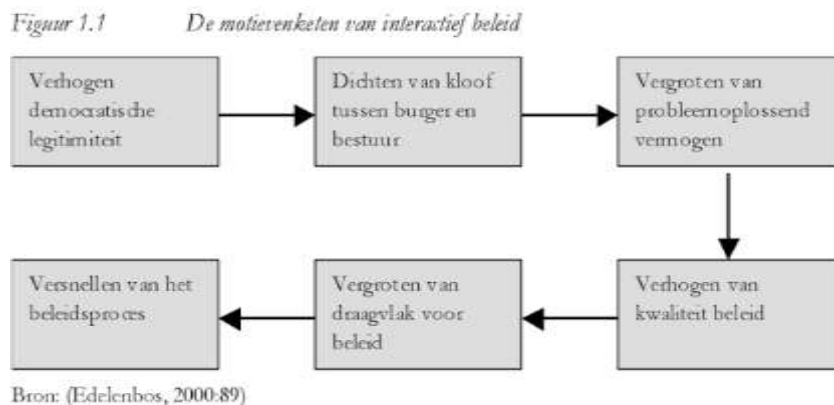 Figuur 1.1 De motievenketen van interactief beleid
Verhogen
democratische
legitimiteit
Dichten van kloof
tussen burger en
bestuur
Vergroten van
probleemoplossend
vermogen
Versnellen van het
beleidsproces
Vergroten van
draagvlak voor
beleid
Verhogen van
kwaliteit beleid
Bron: (Edelenbos, 2000:89)